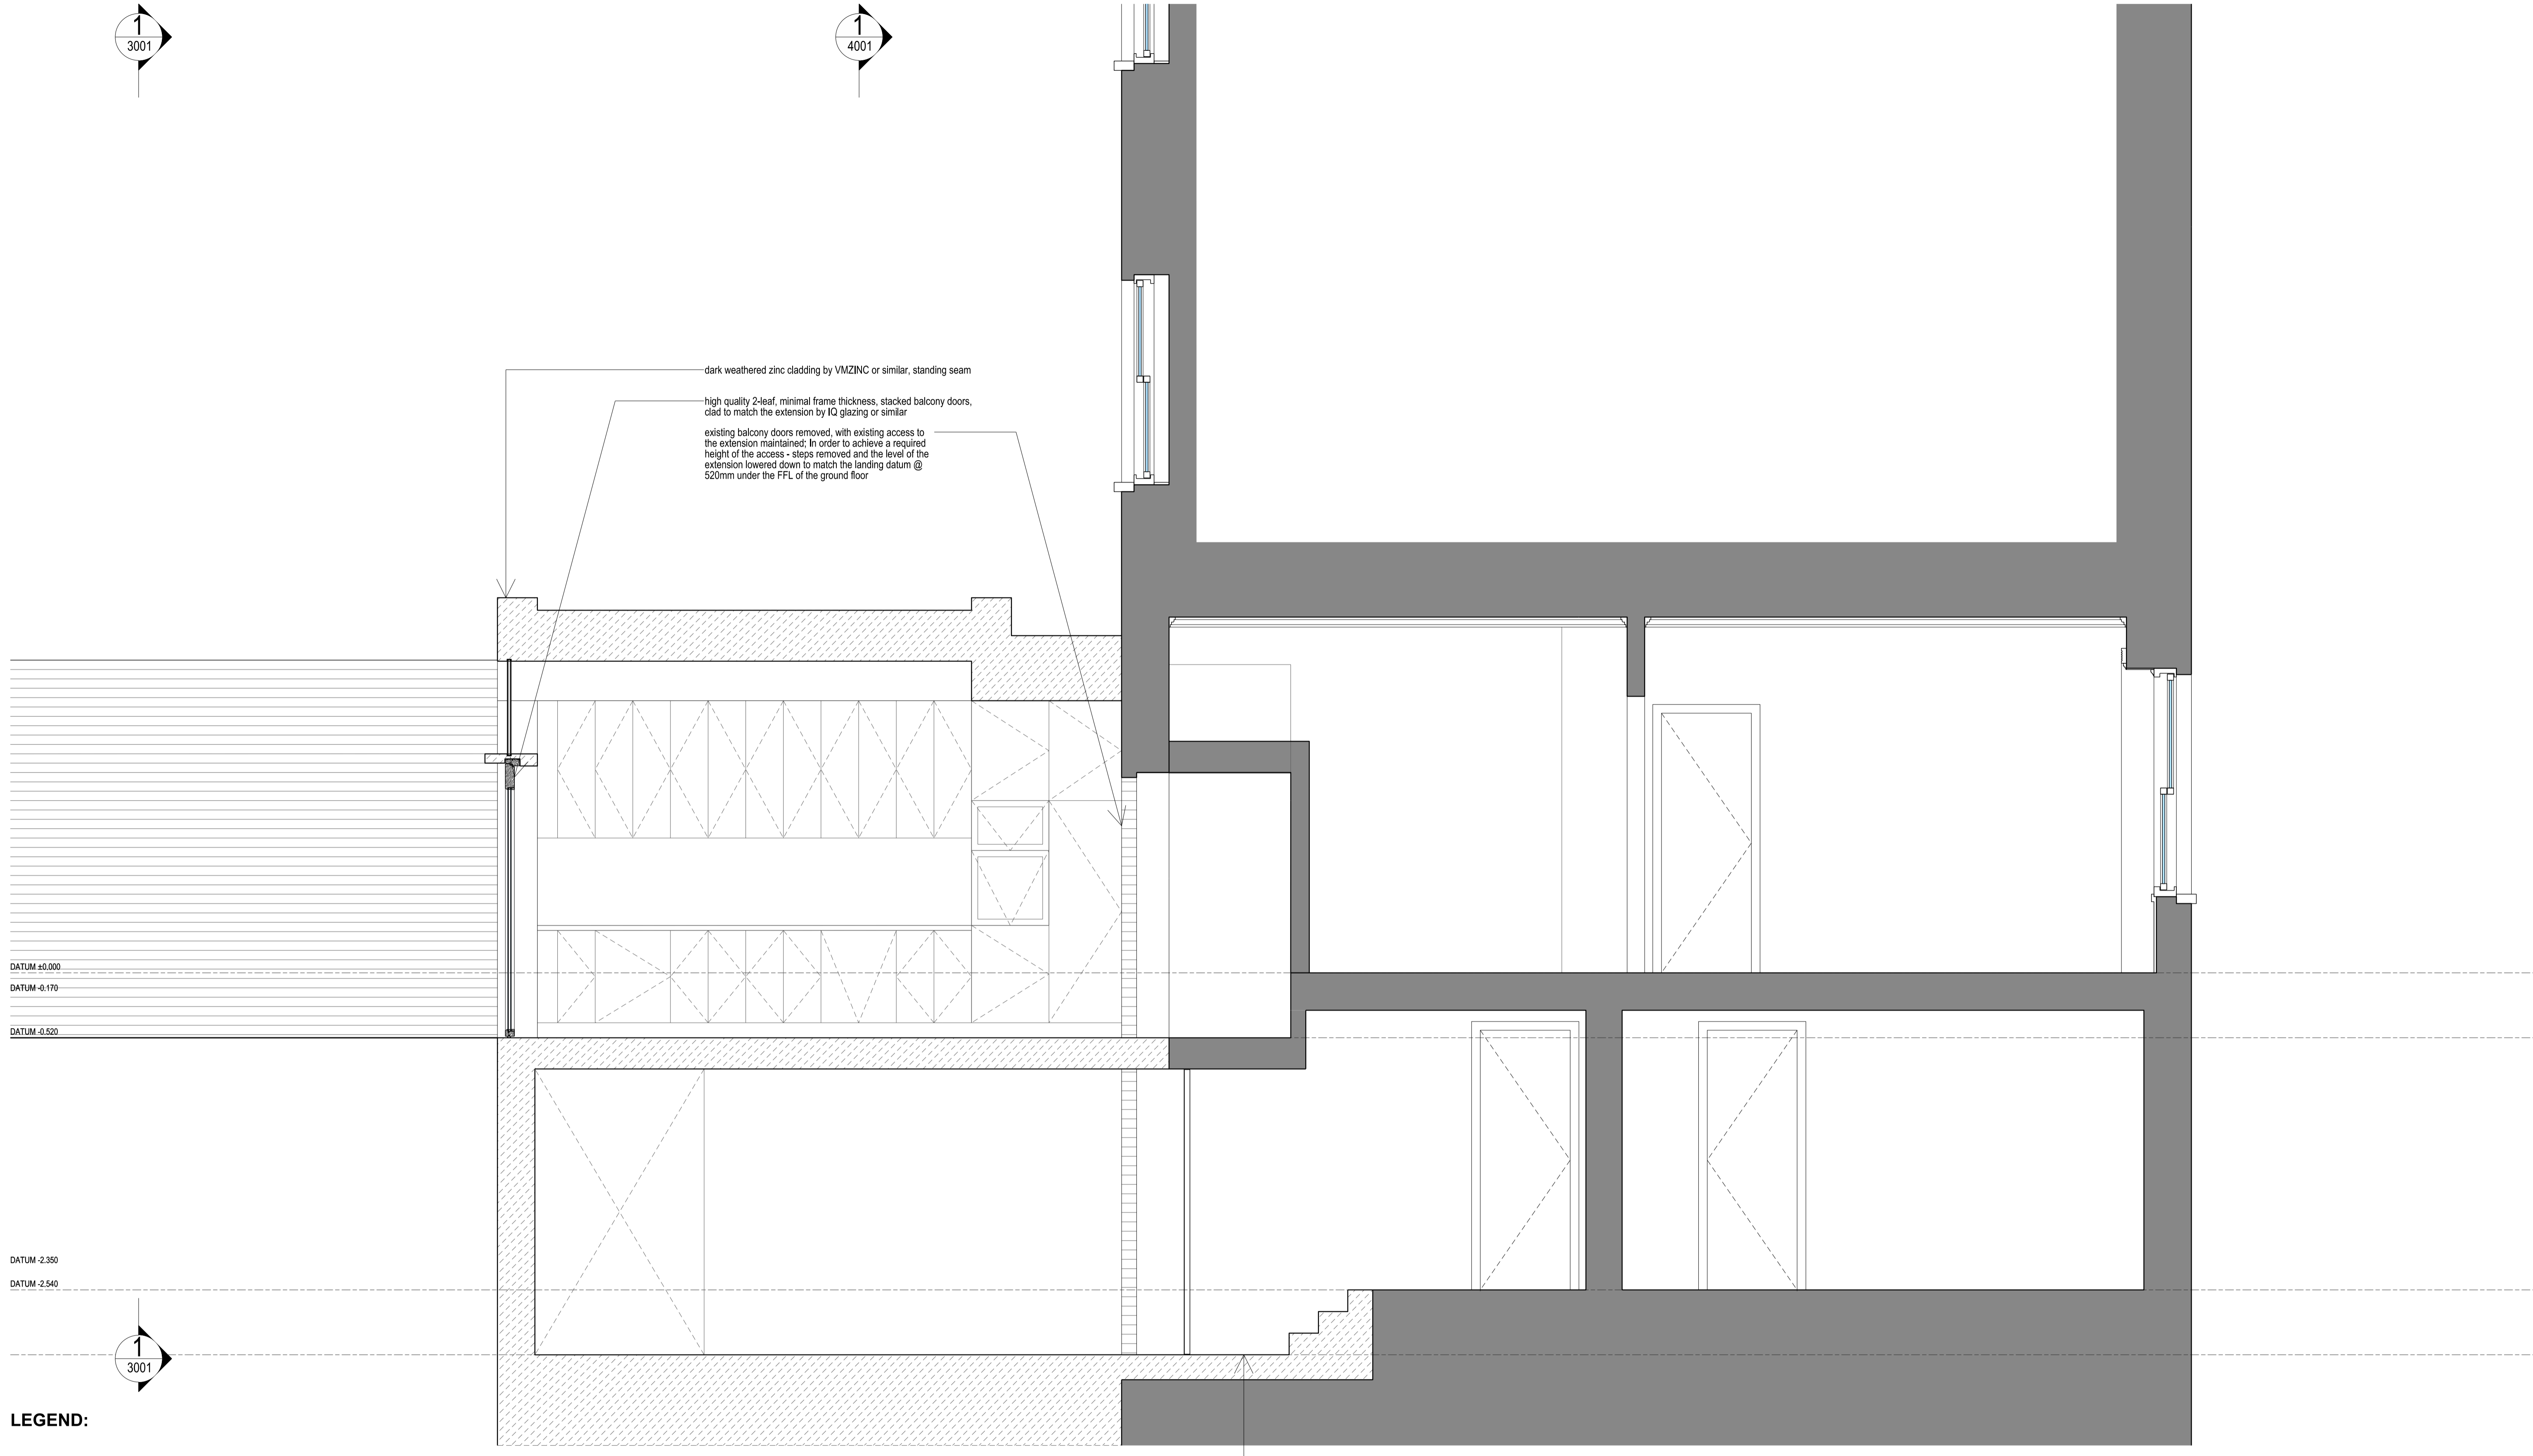 1
3001
1
4001
dark weathered zinc cladding by VMZINC or similar, standing seam
high quality 2-leaf, minimal frame thickness, stacked balcony doors,
clad to match the extension by IQ glazing or similar
existing balcony doors removed, with existing access to
the extension maintained; In order to achieve a required
height of the access - steps removed and the level of the
extension lowered down to match the landing datum @
520mm under the FFL of the ground floor
DATUM ±0.000
DATUM -0.170
DATUM -0.520
DATUM -2.350
DATUM -2.540
1
3001
LEGEND: